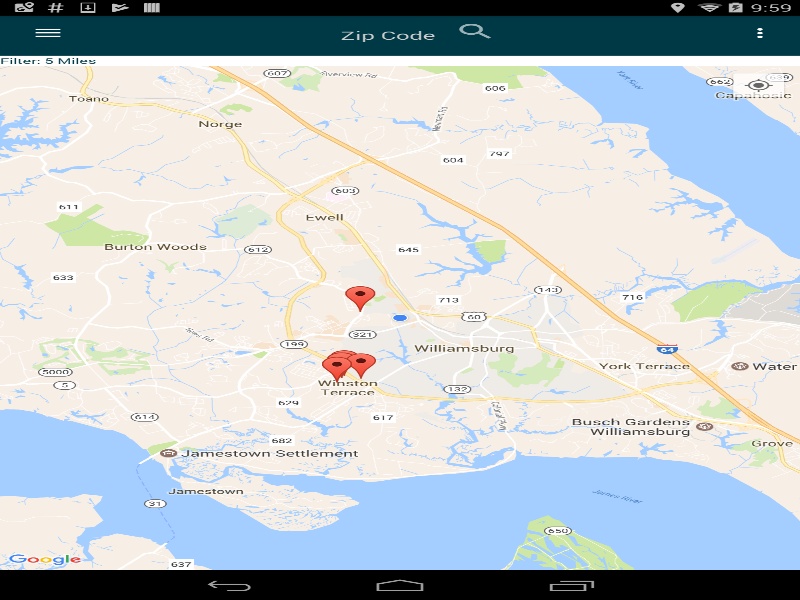 9:59
Zip Code
Filter: 5 Miles
607
Riverview Rd
606
662
Toano
Capahosic
Norge
604
797
603
611
Ewell
Burton Woods
612
645
633
143
713
716
60
321
199
Williamsburg
64
York Terrace
Water
5000
5
Winston
Terrace
132
629
614
617
Busch Gardens
Williamsburg
682
Grove
Jamestown Settlement
Jamestown
31
James River
650
Google
637